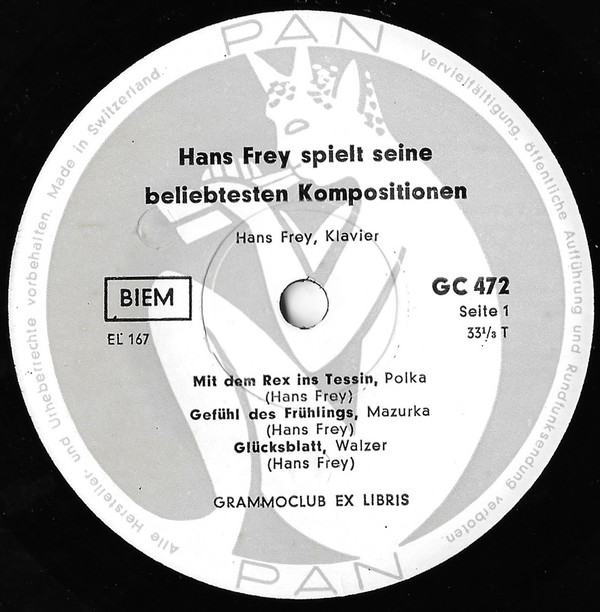 PAN
Alle Hersteller- und Urheberrechte vorbehalten. Made in Switzerland.
Vervielfältigung, öffentliche Aufführung und Rundfunksendung verboten.
Hans Frey spielt seine
beliebtesten Kompositionen
Hans Frey, Klavier
BIEM
GC 472
Seite 1
EL 167
33⅓ T
Mit dem Rex ins Tessin, Polka
(Hans Frey)
Gefühl des Frühlings, Mazurka
(Hans Frey)
Glücksblatt, Walzer
(Hans Frey)
GRAMMOCLUB EX LIBRIS
PAN